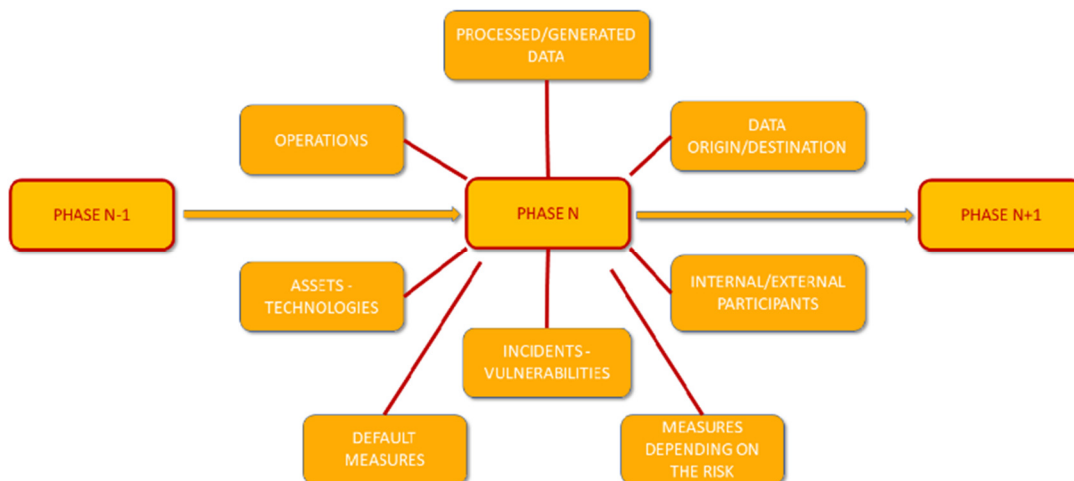 PROCESSED/GENERATED
DATA
OPERATIONS
DATA
ORIGIN/DESTINATION
PHASE N-1
PHASE N
PHASE N+1
ASSETS -
TECHNOLOGIES
INTERNAL/EXTERNAL
PARTICIPANTS
INCIDENTS -
VULNERABILITIES
DEFAULT
MEASURES
MEASURES
DEPENDING ON
THE RISK